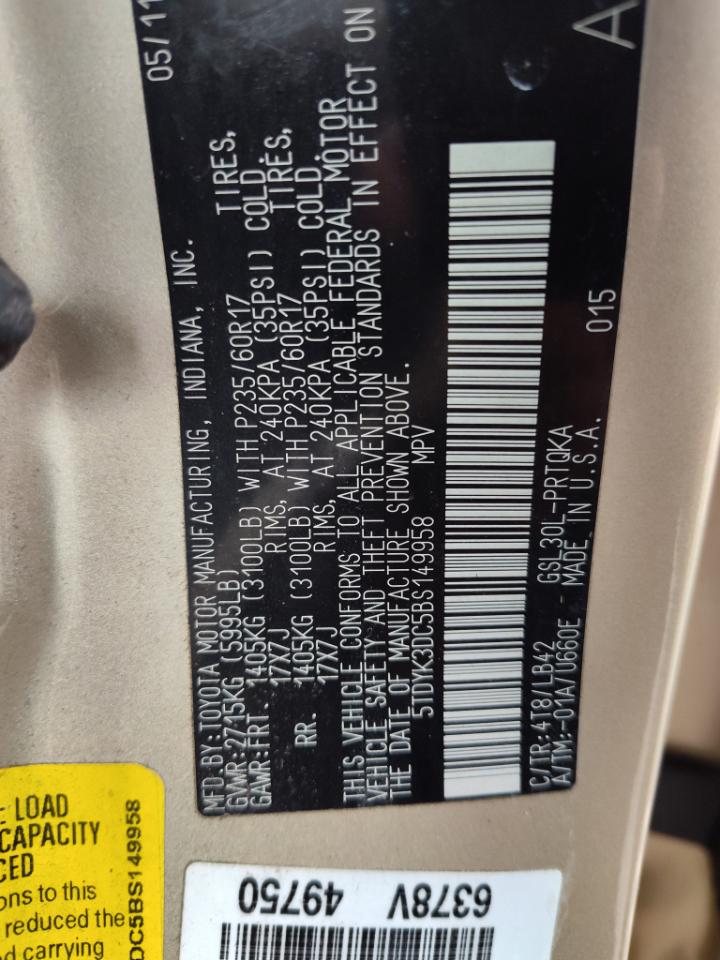 MFD.BY:TOYOTA MOTOR MANUFACTURING, INDIANA, INC. 05/11
GVWR:2715KG (5995LB)
GAWR:FRT. 1405KG (3100LB) WITH P235/60R17 TIRES,
17X7J RIMS, AT 240KPA (35PSI) COLD.
RR. 1405KG (3100LB) WITH P235/60R17 TIRES,
17X7J RIMS, AT 240KPA (35PSI) COLD.
THIS VEHICLE CONFORMS TO ALL APPLICABLE FEDERAL MOTOR
VEHICLE SAFETY AND THEFT PREVENTION STANDARDS IN EFFECT ON
THE DATE OF MANUFACTURE SHOWN ABOVE.
5TDYK3DC5BS149958 MPV
C/TR:4T8/LB42
A/TM:-01A/U660E GSL30L-PRTQKA 015
MADE IN U.S.A.
A
LOAD
CAPACITY
CED
ons to this
reduced the
d carrying
DC5BS149958
6378V 49750